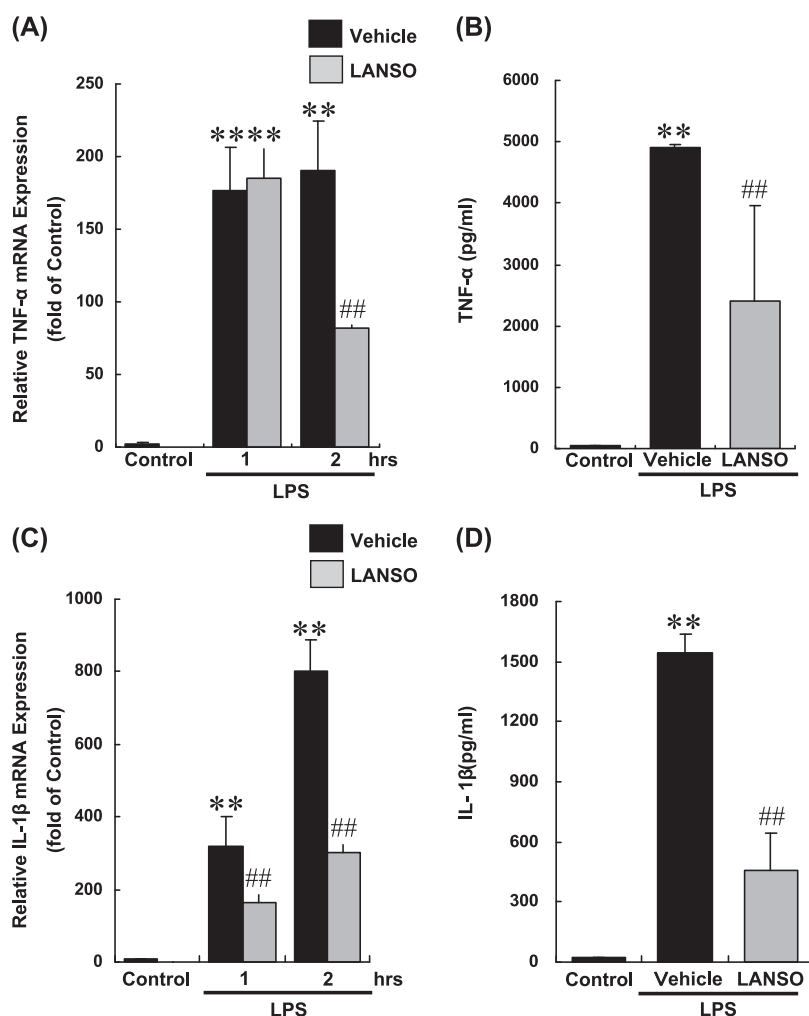 (A)
Vehicle
LANSO
Relative TNF-α mRNA Expression
(fold of Control)
250
200
150
100
50
0
**
**
**
##
Control
1
2
hrs
LPS
(B)
TNF-α (pg/ml)
6000
5000
4000
3000
2000
1000
0
**
##
Control
Vehicle
LANSO
LPS
(C)
Vehicle
LANSO
Relative IL-1β mRNA Expression
(fold of Control)
1000
800
600
400
200
0
**
##
**
##
Control
1
2
hrs
LPS
(D)
IL- 1β(pg/ml)
1800
1500
1200
900
600
300
0
**
##
Control
Vehicle
LANSO
LPS